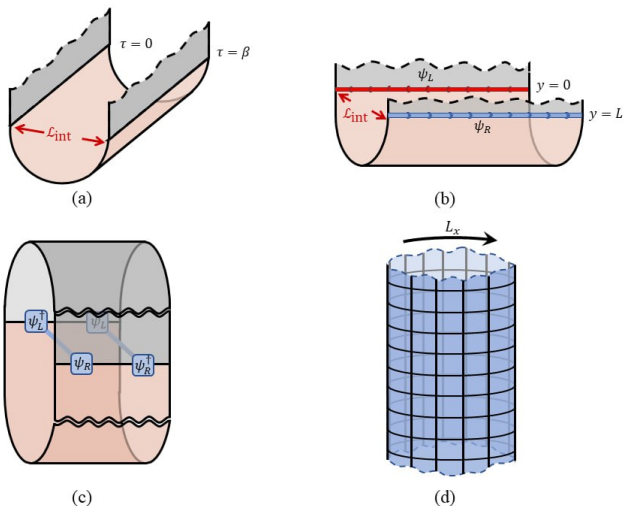 τ = 0
τ = β
ℒint
(a)
ψL
y = 0
ℒint
ψR
y = L
(b)
ψL† ψL
ψR ψR†
(c)
Lx
(d)